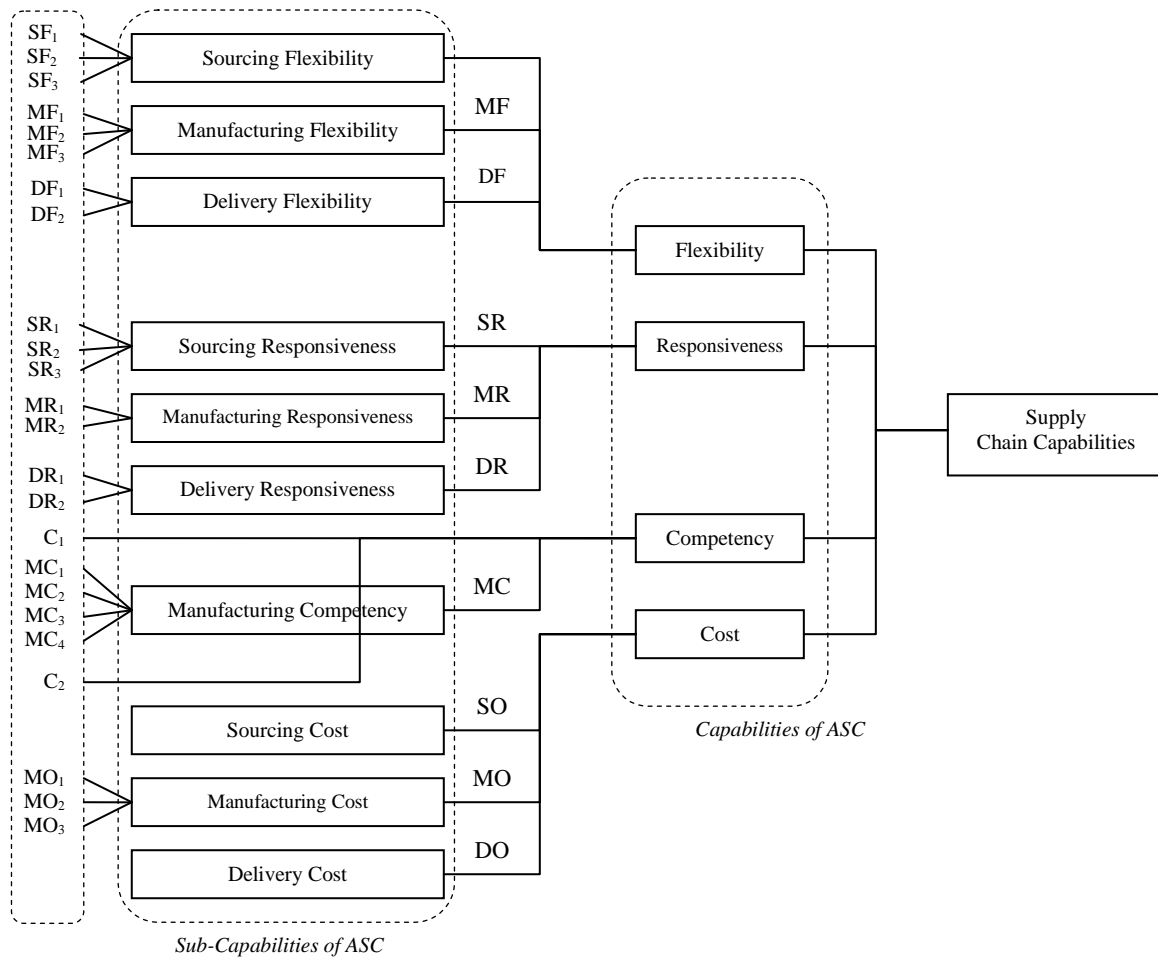 SF₁
SF₂
SF₃
Sourcing Flexibility
MF₁
MF₂
MF₃
Manufacturing Flexibility
MF
DF₁
DF₂
Delivery Flexibility
DF
Flexibility
SR₁
SR₂
SR₃
Sourcing Responsiveness
SR
Responsiveness
MR₁
MR₂
Manufacturing Responsiveness
MR
Supply
Chain Capabilities
DR₁
DR₂
Delivery Responsiveness
DR
C₁
Competency
MC₁
MC₂
MC₃
MC₄
Manufacturing Competency
MC
Cost
C₂
Sourcing Cost
SO
Capabilities of ASC
MO₁
MO₂
MO₃
Manufacturing Cost
MO
Delivery Cost
DO
Sub-Capabilities of ASC